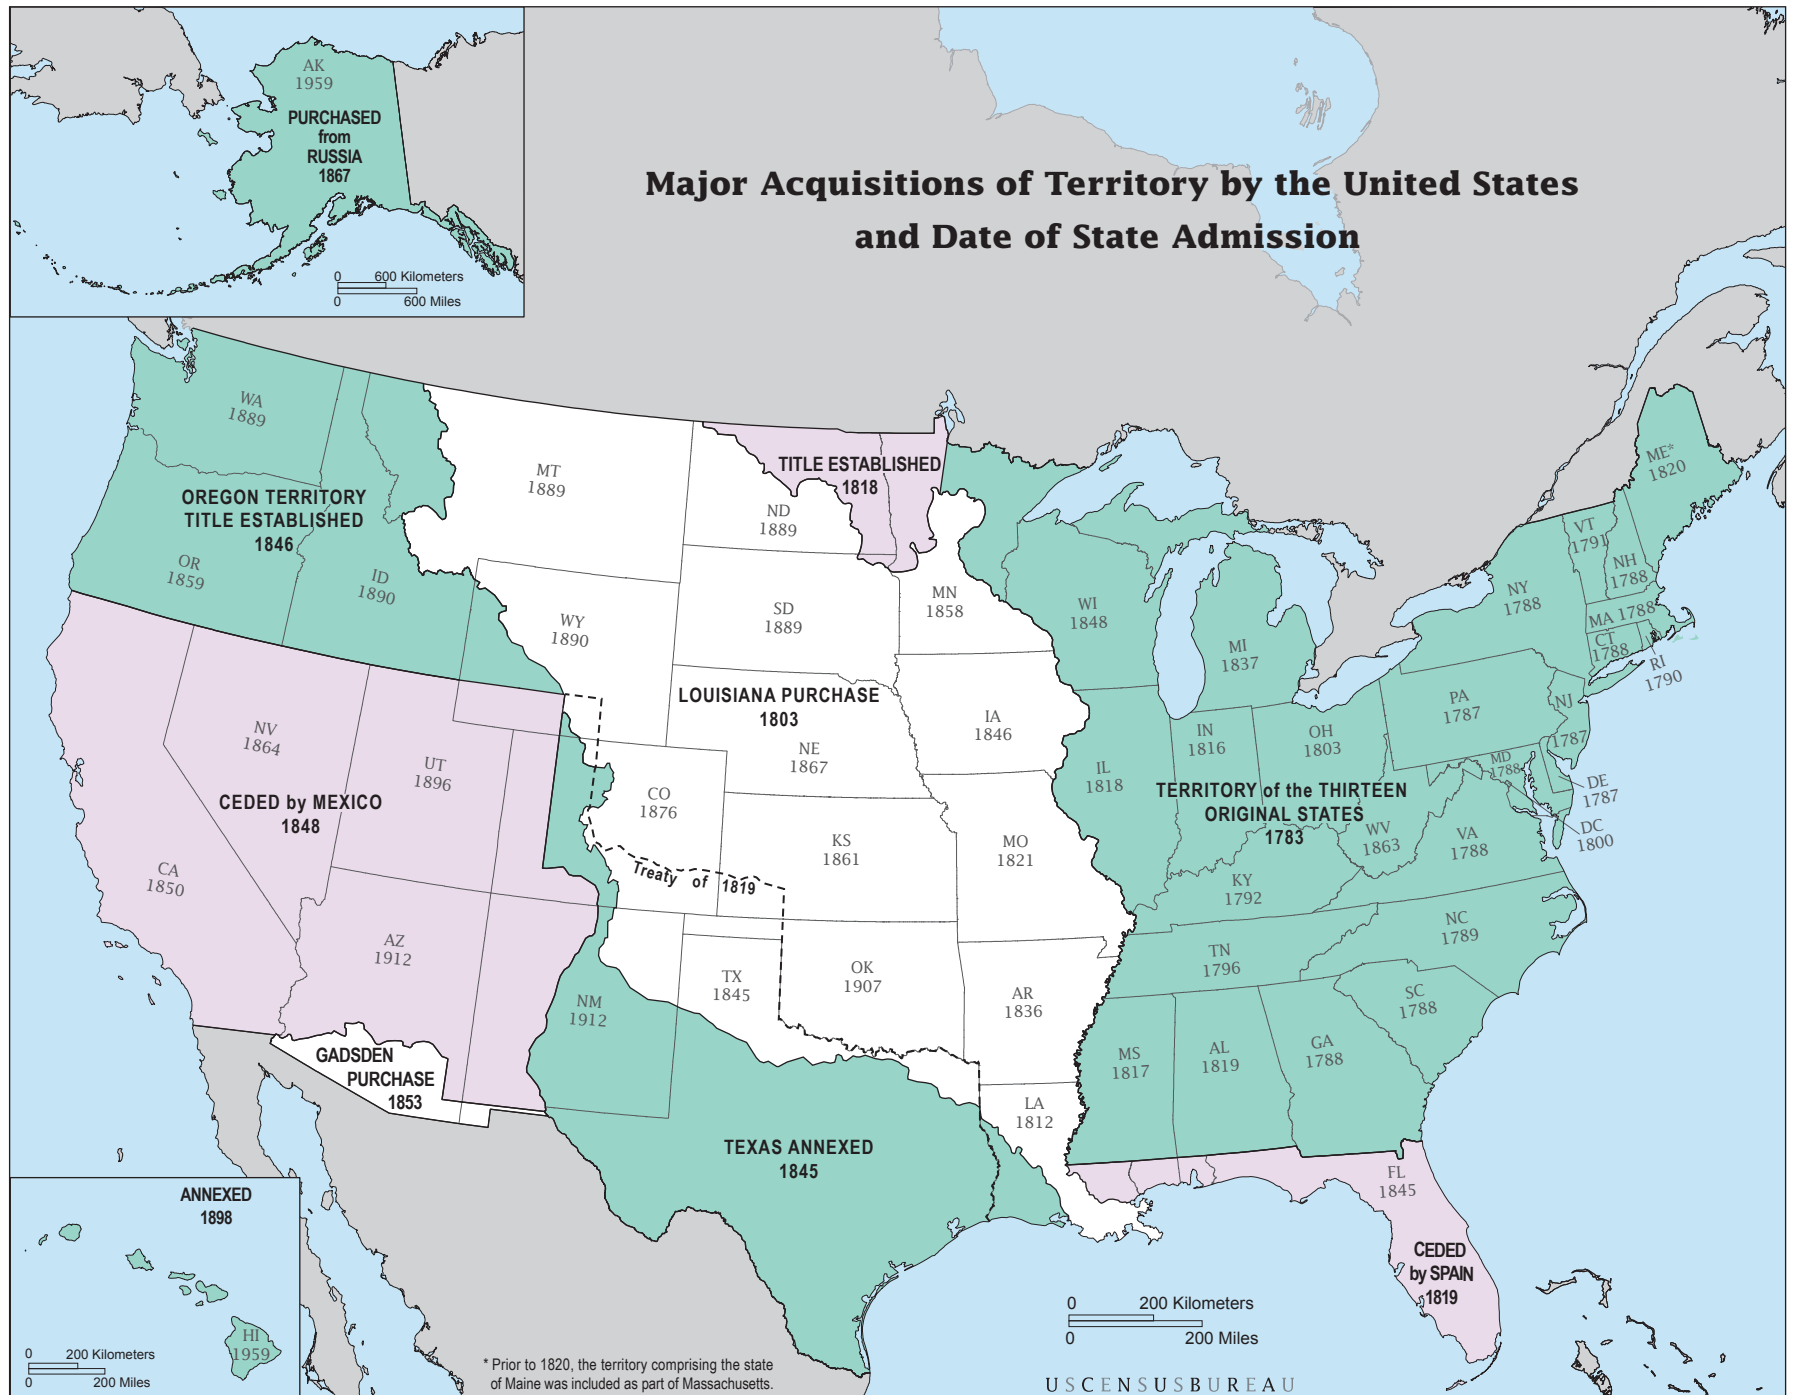 Major Acquisitions of Territory by the United States
and Date of State Admission
AK
1959
PURCHASED
from
RUSSIA
1867
0 600 Kilometers
0 600 Miles
WA
1889
OREGON TERRITORY
TITLE ESTABLISHED
1846
OR
1859
ID
1890
MT
1889
ND
1889
TITLE ESTABLISHED
1818
MN
1858
SD
1889
WY
1890
LOUISIANA PURCHASE
1803
NE
1867
IA
1846
WI
1848
MI
1837
IL
1818
IN
1816
OH
1803
TERRITORY of the THIRTEEN
ORIGINAL STATES
1783
ME*
1820
VT
1791
NH
1788
NY
1788
MA 1788
CT
1788
RI
1790
PA
1787
NJ
1787
MD
1788
DE
1787
DC
1800
WV
1863
VA
1788
KY
1792
NC
1789
TN
1796
SC
1788
GA
1788
AL
1819
MS
1817
NV
1864
UT
1896
CEDED by MEXICO
1848
CA
1850
AZ
1912
CO
1876
Treaty of 1819
KS
1861
MO
1821
NM
1912
TX
1845
OK
1907
AR
1836
LA
1812
GADSDEN
PURCHASE
1853
TEXAS ANNEXED
1845
FL
1845
CEDED
by SPAIN
1819
ANNEXED
1898
HI
1959
0 200 Kilometers
0 200 Miles
0 200 Kilometers
0 200 Miles
* Prior to 1820, the territory comprising the state
of Maine was included as part of Massachusetts.
USCENSUSBUREAU